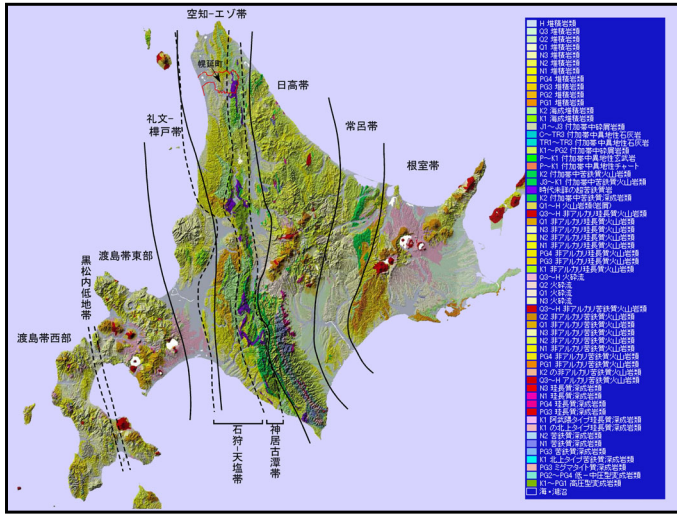 空知-エゾ帯
幌延町
日高帯
礼文-
樺戸帯
常呂帯
根室帯
渡島帯東部
黒松内低地帯
渡島帯西部
石狩-天塩帯
神居古潭帯
H 堆積岩類
Q3 堆積岩類
Q2 堆積岩類
Q1 堆積岩類
N3 堆積岩類
N2 堆積岩類
N1 堆積岩類
PG4 堆積岩類
PG3 堆積岩類
PG2 堆積岩類
PG1 堆積岩類
K2 海成堆積岩類
K1 海成堆積岩類
J1~J3 付加帯中砕屑岩類
C~TR3 付加帯中異地性石灰岩
TR1~TR3 付加帯中異地性石灰岩
K1~PG2 付加帯中砕屑岩類
P~K1 付加帯中異地性玄武岩
P~K1 付加帯中異地性チャート
K2 付加帯中苦鉄質火山岩類
J3~K1 付加帯中苦鉄質火山岩類
時代未詳の超苦鉄質岩
K2 付加帯中苦鉄質深成岩類
Q1~H 火山岩類(岩屑)
Q3~H 非アルカリ珪長質火山岩類
Q1 非アルカリ珪長質火山岩類
N3 非アルカリ珪長質火山岩類
N2 非アルカリ珪長質火山岩類
N1 非アルカリ珪長質火山岩類
PG4 非アルカリ珪長質火山岩類
PG3 非アルカリ珪長質火山岩類
K1 非アルカリ珪長質火山岩類
Q3~H 火砕流
Q2 火砕流
Q1 火砕流
N3 火砕流
Q3~H 非アルカリ苦鉄質火山岩類
Q2 非アルカリ苦鉄質火山岩類
Q1 非アルカリ苦鉄質火山岩類
N3 非アルカリ苦鉄質火山岩類
N2 非アルカリ苦鉄質火山岩類
N1 非アルカリ苦鉄質火山岩類
PG4 非アルカリ苦鉄質火山岩類
PG1 非アルカリ苦鉄質火山岩類
K2 の非アルカリ苦鉄質火山岩類
Q3~H アルカリ苦鉄質火山岩類
N3 珪長質深成岩類
N1 珪長質深成岩類
PG4 珪長質深成岩類
PG3 珪長質深成岩類
K1 阿武隈タイプ珪長質深成岩類
K1 の北上タイプ珪長質深成岩類
N2 苦鉄質深成岩類
N1 苦鉄質深成岩類
PG3 苦鉄質深成岩類
K1 北上タイプ苦鉄質深成岩類
PG3 ミグマタイト質深成岩類
PG2~PG4 低-中圧型変成岩類
K1~PG1 高圧型変成岩類
海・湖沼